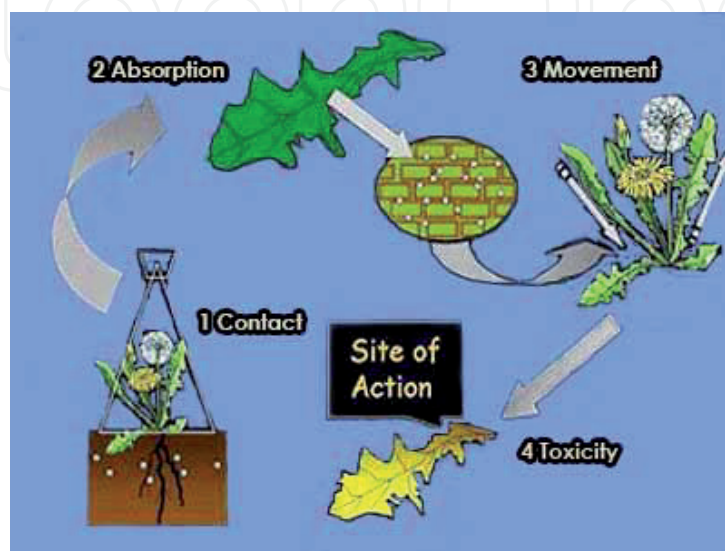 2 Absorption
3 Movement
1 Contact
Site of
Action
4 Toxicity